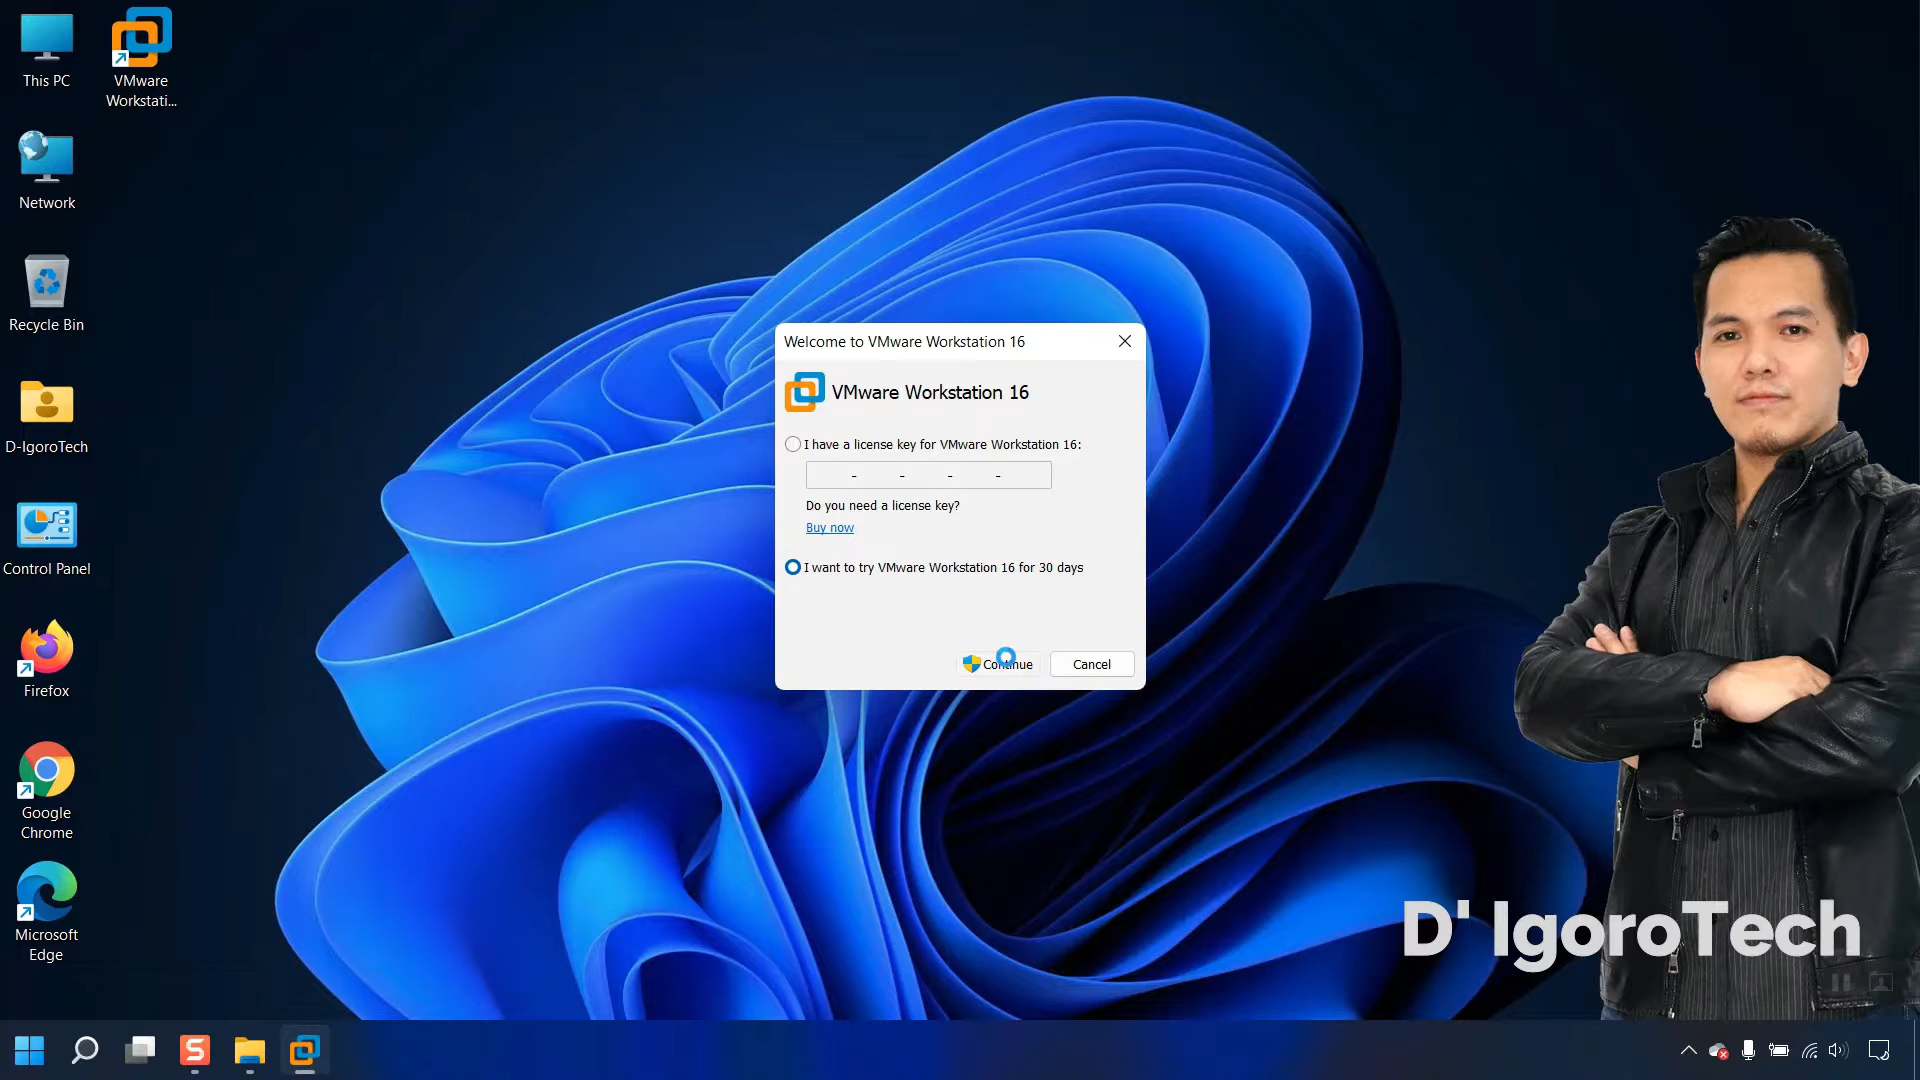 This PC
VMware
Workstati...
Network
Recycle Bin
D-IgoroTech
Control Panel
Firefox
Google
Chrome
Microsoft
Edge
Welcome to VMware Workstation 16
VMware Workstation 16
I have a license key for VMware Workstation 16:
- - - -
Do you need a license key?
Buy now
I want to try VMware Workstation 16 for 30 days
Continue
Cancel
D' IgoroTech
S